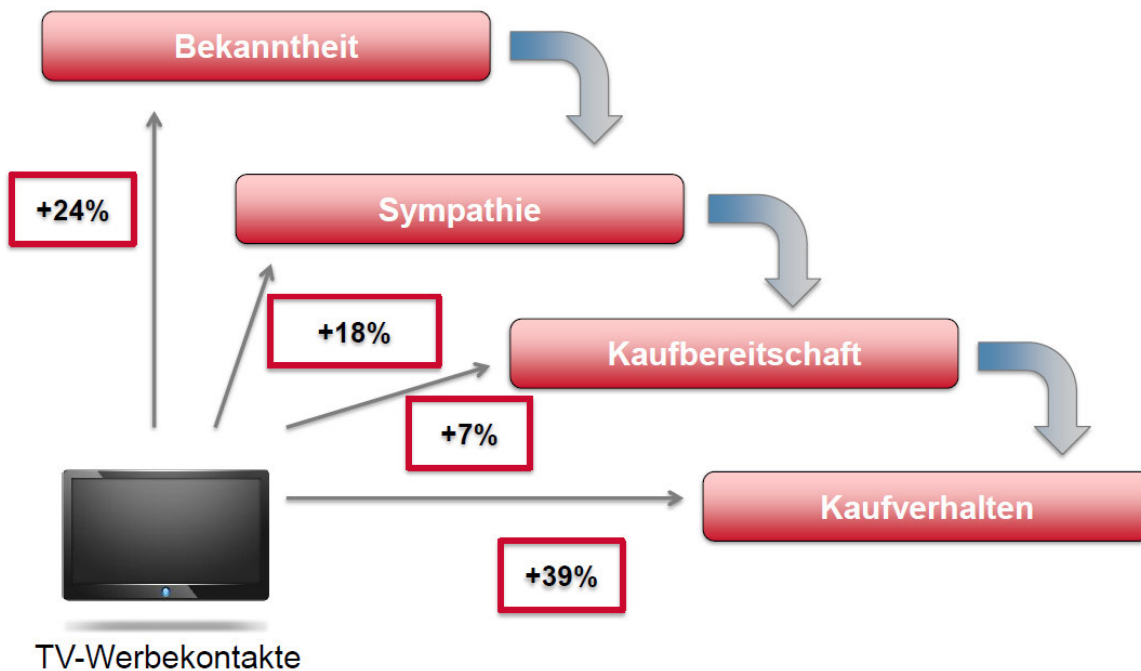 Bekanntheit
+24%
Sympathie
+18%
Kaufbereitschaft
+7%
Kaufverhalten
+39%
TV-Werbekontakte